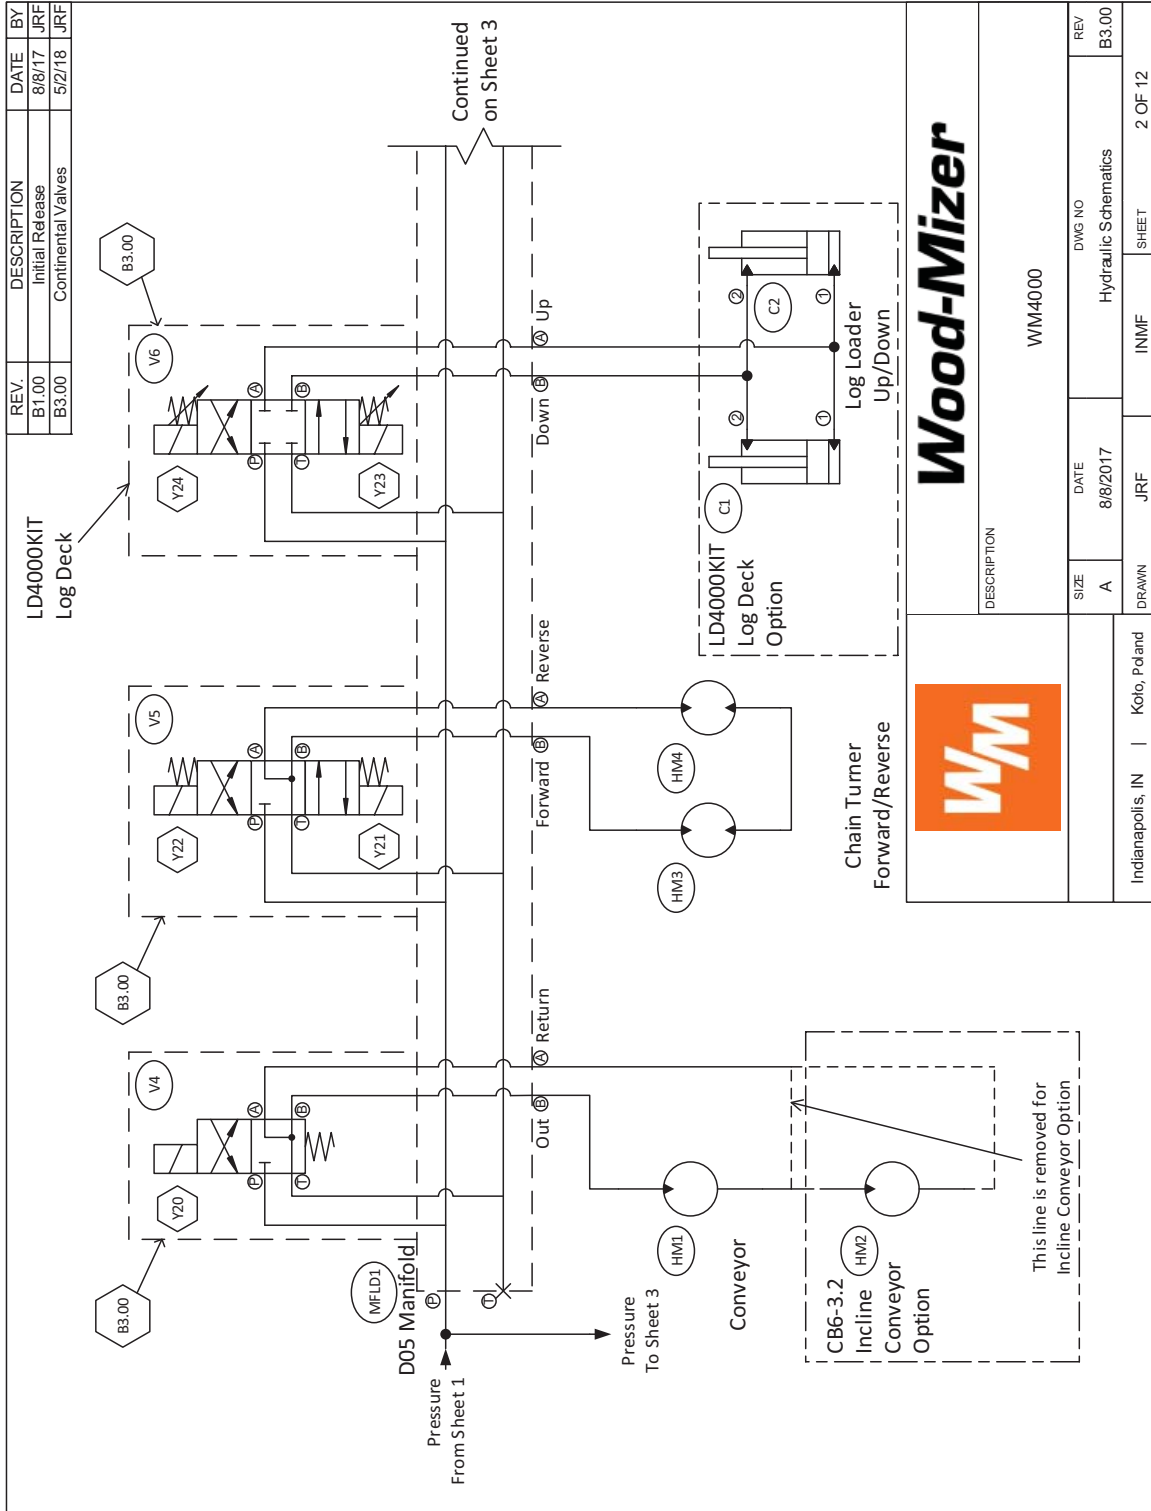 REV.
DESCRIPTION
DATE
BY
B1.00
Initial Release
8/8/17
JRF
B3.00
Continental Valves
5/2/18
JRF
LD4000KIT
Log Deck
B3.00
B3.00
B3.00
V4
V5
V6
Y20
Y22
Y21
Y24
Y23
P
A
T
B
P
A
T
B
P
A
T
B
MFLD1
D05 Manifold
P
T
Pressure
From Sheet 1
Pressure
To Sheet 3
Continued
on Sheet 3
Out
B
A
Return
Forward
B
A
Reverse
Down
B
A
Up
HM1
Conveyor
CB6-3.2
Incline
Conveyor
Option
HM2
This line is removed for
Incline Conveyor Option
HM3
HM4
Chain Turner
Forward/Reverse
LD4000KIT
Log Deck
Option
C1
C2
2
2
1
1
Log Loader
Up/Down
WM
Wood-Mizer
DESCRIPTION
WM4000
SIZE
A
DATE
8/8/2017
DWG NO
Hydraulic Schematics
REV
B3.00
Indianapolis, IN | Koło, Poland
DRAWN
JRF
INMF
SHEET
2 OF 12